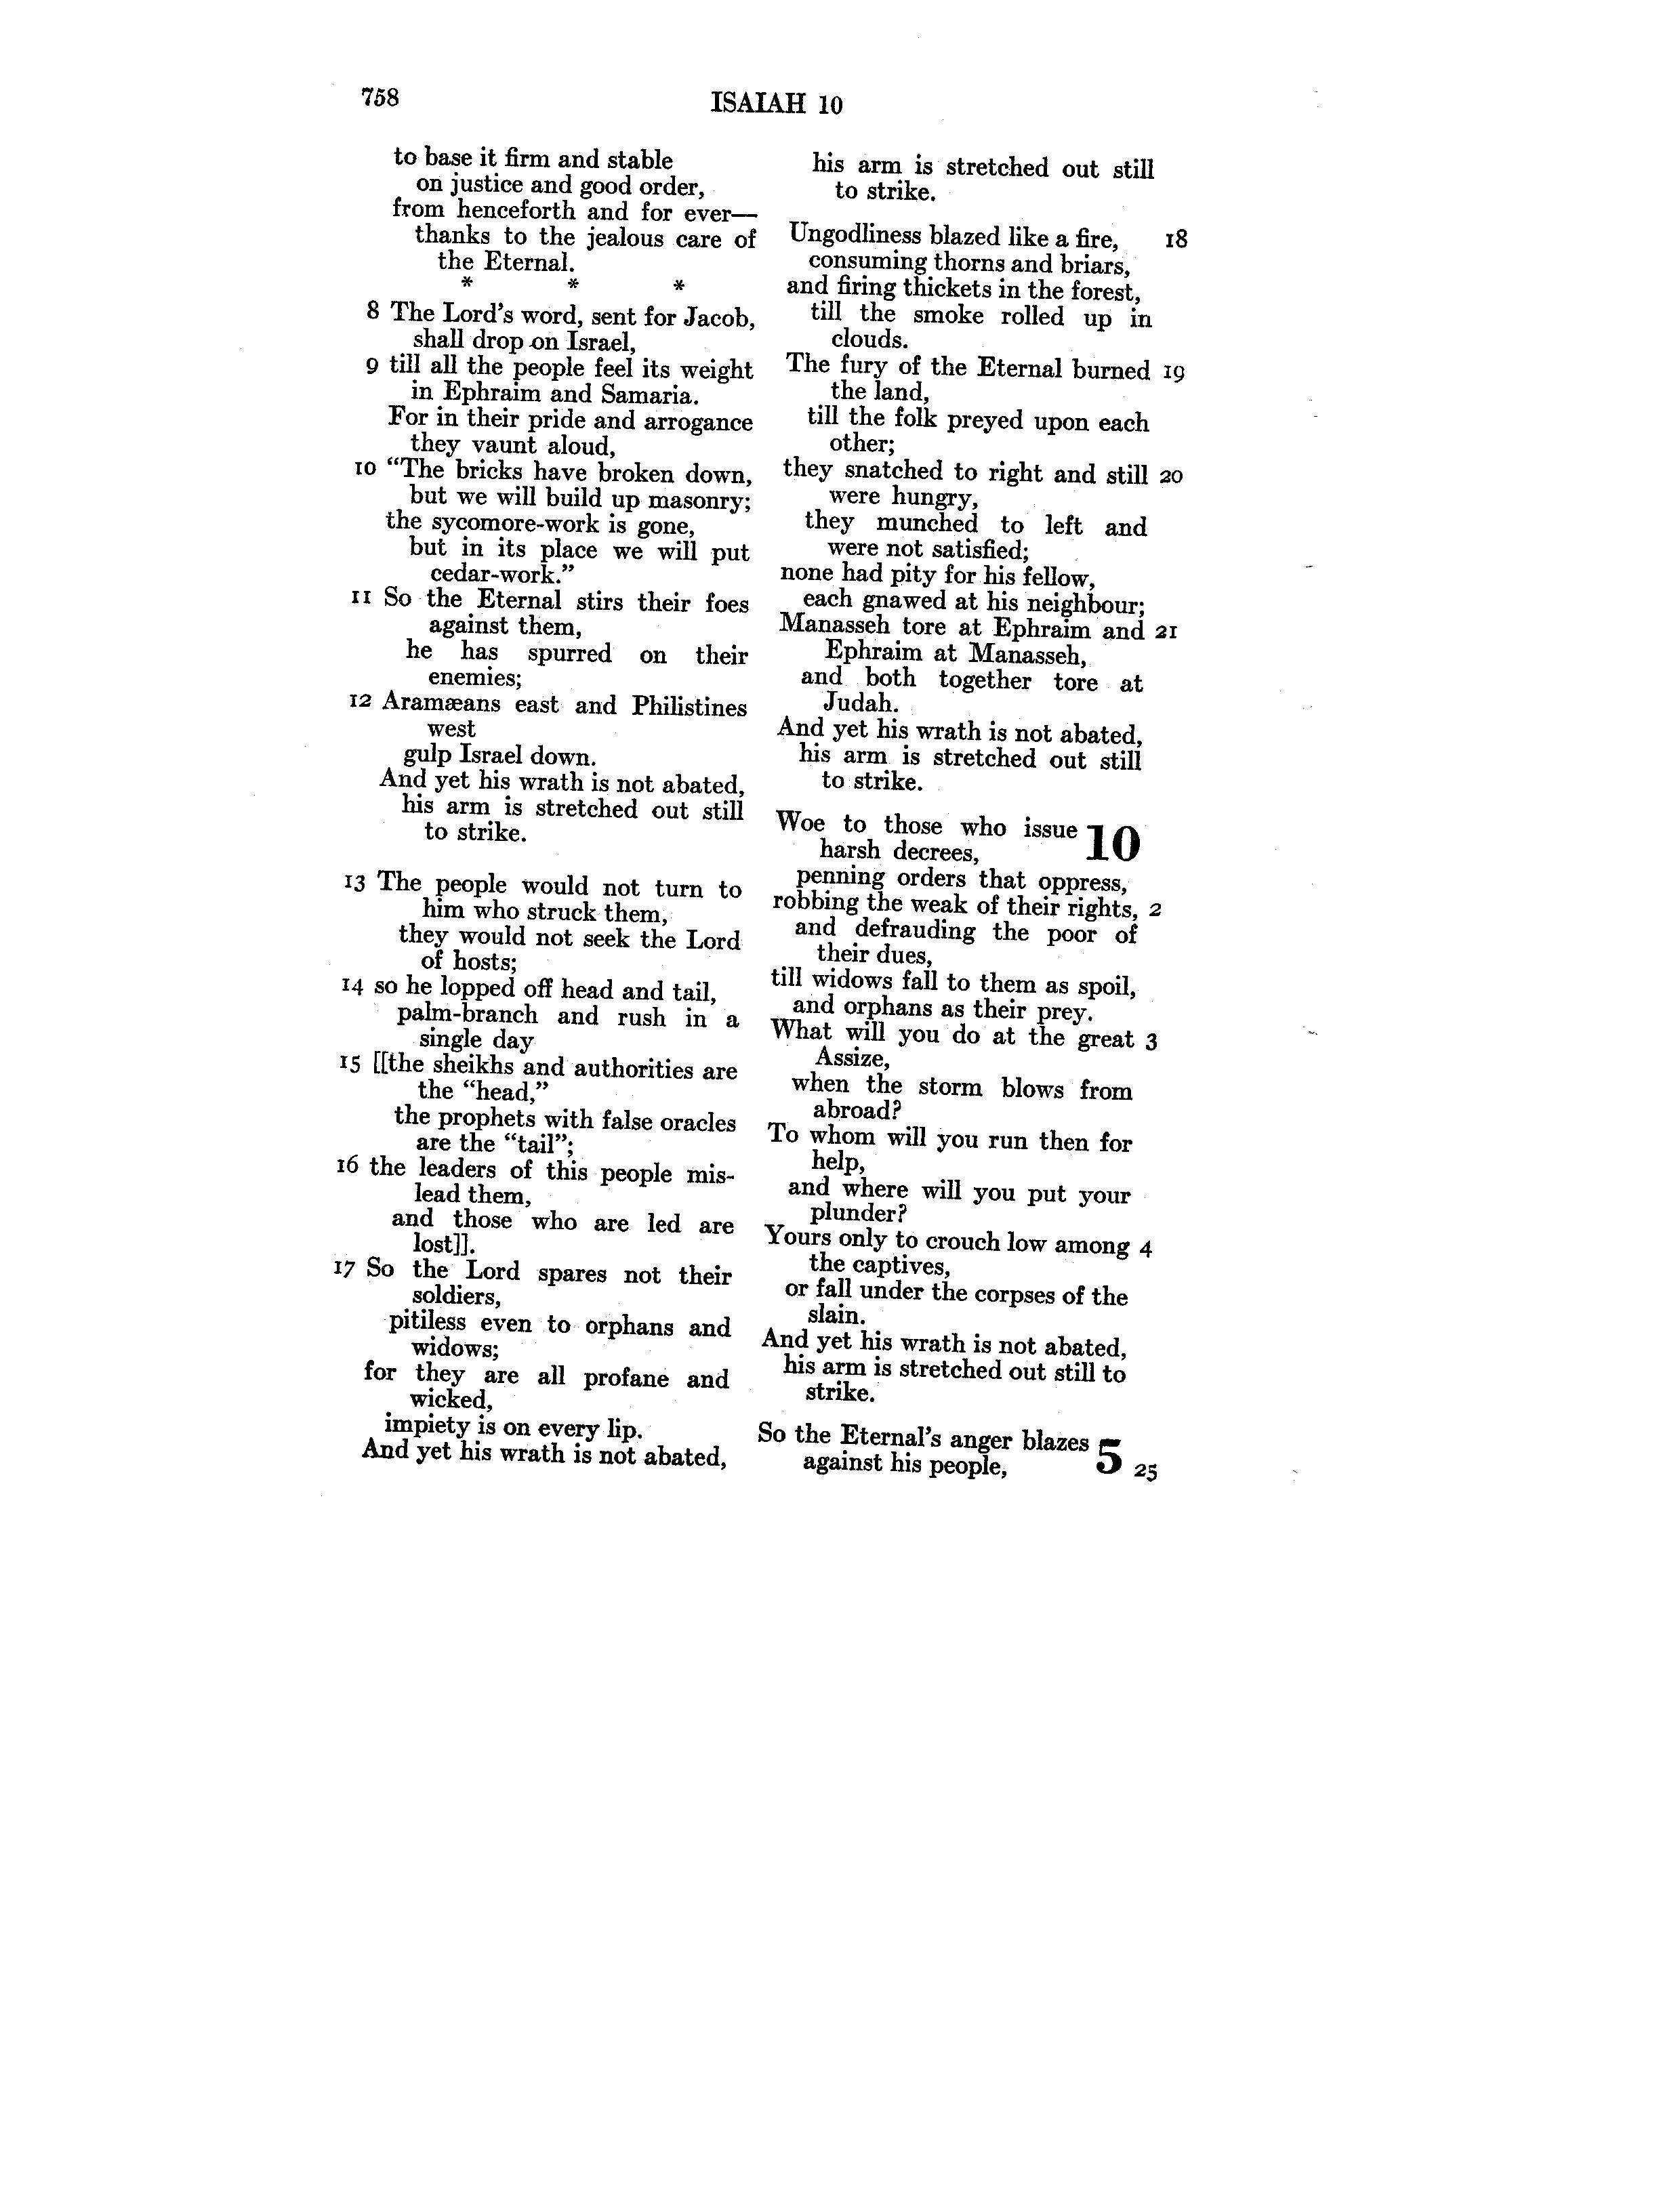 758
ISAIAH 10
to base it firm and stable
on justice and good order,
from henceforth and for ever—
thanks to the jealous care of
the Eternal.
* * *
8 The Lord's word, sent for Jacob,
shall drop on Israel,
9 till all the people feel its weight
in Ephraim and Samaria.
For in their pride and arrogance
they vaunt aloud,
10 “The bricks have broken down,
but we will build up masonry;
the sycomore-work is gone,
but in its place we will put
cedar-work.”
11 So the Eternal stirs their foes
against them,
he has spurred on their
enemies;
12 Aramæans east and Philistines
west
gulp Israel down.
And yet his wrath is not abated,
his arm is stretched out still
to strike.
13 The people would not turn to
him who struck them,
they would not seek the Lord
of hosts;
14 so he lopped off head and tail,
palm-branch and rush in a
single day
15 [[the sheikhs and authorities are
the “head,”
the prophets with false oracles
are the “tail”;
16 the leaders of this people mis-
lead them,
and those who are led are
lost]].
17 So the Lord spares not their
soldiers,
pitiless even to orphans and
widows;
for they are all profane and
wicked,
impiety is on every lip.
And yet his wrath is not abated,
his arm is stretched out still
to strike.
Ungodliness blazed like a fire, 18
consuming thorns and briars,
and firing thickets in the forest,
till the smoke rolled up in
clouds.
The fury of the Eternal burned 19
the land,
till the folk preyed upon each
other;
they snatched to right and still 20
were hungry,
they munched to left and
were not satisfied;
none had pity for his fellow,
each gnawed at his neighbour;
Manasseh tore at Ephraim and 21
Ephraim at Manasseh,
and both together tore at
Judah.
And yet his wrath is not abated,
his arm is stretched out still
to strike.
Woe to those who issue 10
harsh decrees,
penning orders that oppress,
robbing the weak of their rights, 2
and defrauding the poor of
their dues,
till widows fall to them as spoil,
and orphans as their prey.
What will you do at the great 3
Assize,
when the storm blows from
abroad?
To whom will you run then for
help,
and where will you put your
plunder?
Yours only to crouch low among 4
the captives,
or fall under the corpses of the
slain.
And yet his wrath is not abated,
his arm is stretched out still to
strike.
So the Eternal's anger blazes 5
against his people, 25